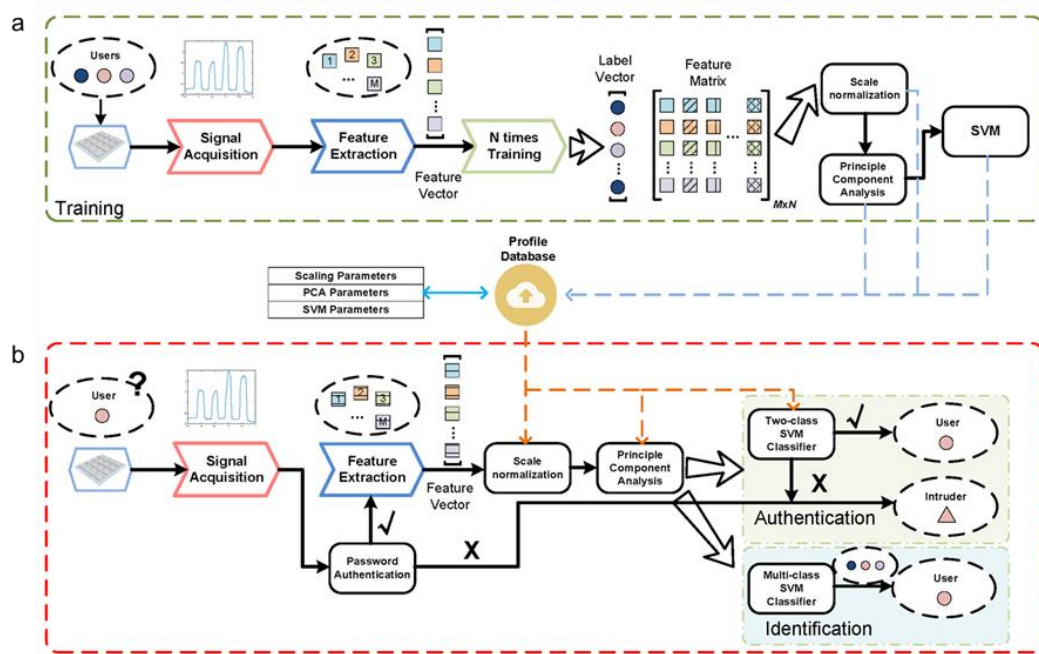 a
Users
1
2
3
...
M
Signal
Acquisition
Feature
Extraction
Feature
Vector
N times
Training
Label
Vector
Feature
Matrix
...
MxN
Scale
normalization
Principle
Component
Analysis
SVM
Training
Profile
Database
Scaling Parameters
PCA Parameters
SVM Parameters
b
User
?
1
2
3
...
M
Signal
Acquisition
Feature
Extraction
Feature
Vector
Password
Authentication
√
X
Scale
normalization
Principle
Component
Analysis
Two-class
SVM
Classifier
√
User
X
Intruder
Authentication
Multi-class
SVM
Classifier
User
Identification